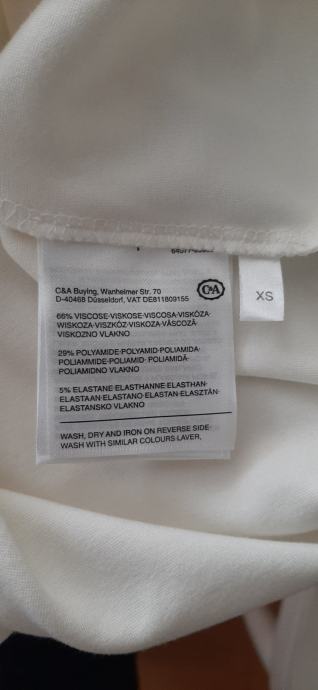 C&A Buying, Wanheimer Str. 70
D-40468 Düsseldorf, VAT DE811809155
C&A
XS
66% VISCOSE·VISKOSE·VISCOSA·VISKÓZA·
WISKOZA·VISZKÓZ·VISKOZA·VÂSCOZĂ·
VISKOZNO VLAKNO
29% POLYAMIDE·POLYAMID·POLIAMIDA·
POLIAMMIDE·POLIAMID·POLIAMIDĂ·
POLIAMIDNO VLAKNO
5% ELASTANE·ELASTHANNE·ELASTHAN·
ELASTAAN·ELASTANO·ELASTAN·ELASZTÁN·
ELASTANSKO VLAKNO
WASH, DRY AND IRON ON REVERSE SIDE·
WASH WITH SIMILAR COLOURS·LAVER,